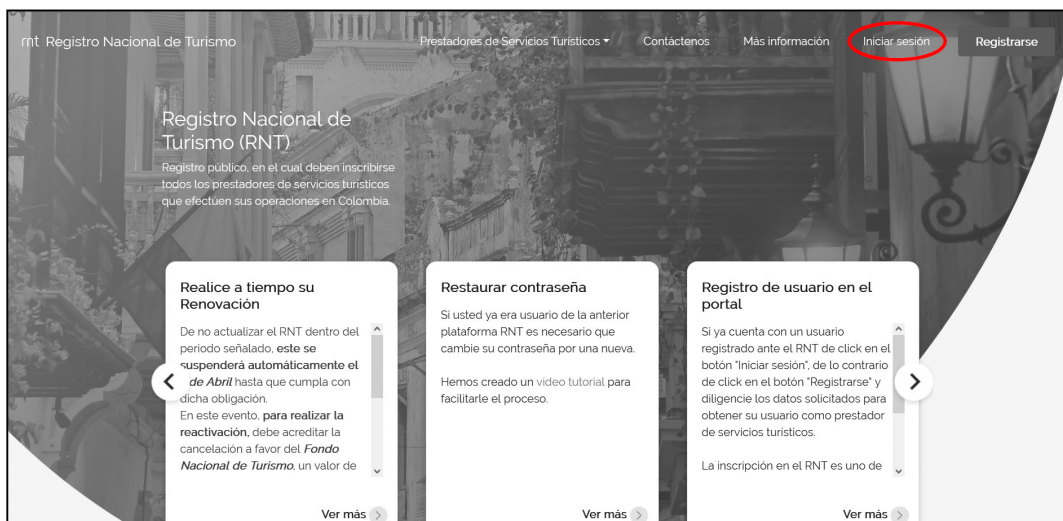 rnt Registro Nacional de Turismo
Prestadores de Servicios Turísticos
Contáctenos
Más información
Iniciar sesión
Registrarse
Registro Nacional de
Turismo (RNT)
Registro público, en el cual deben inscribirse
todos los prestadores de servicios turísticos
que efectúen sus operaciones en Colombia.
Realice a tiempo su
Renovación
De no actualizar el RNT dentro del
periodo señalado, este se
suspenderá automáticamente el
de Abril hasta que cumpla con
dicha obligación.
En este evento, para realizar la
reactivación, debe acreditar la
cancelación a favor del Fondo
Nacional de Turismo, un valor de
Ver más
Restaurar contraseña
Si usted ya era usuario de la anterior
plataforma RNT es necesario que
cambie su contraseña por una nueva.
Hemos creado un video tutorial para
facilitarle el proceso.
Ver más
Registro de usuario en el
portal
Si ya cuenta con un usuario
registrado ante el RNT de click en el
botón "Iniciar sesión", de lo contrario
de click en el botón "Registrarse" y
diligencie los datos solicitados para
obtener su usuario como prestador
de servicios turísticos.
La inscripción en el RNT es uno de
Ver más